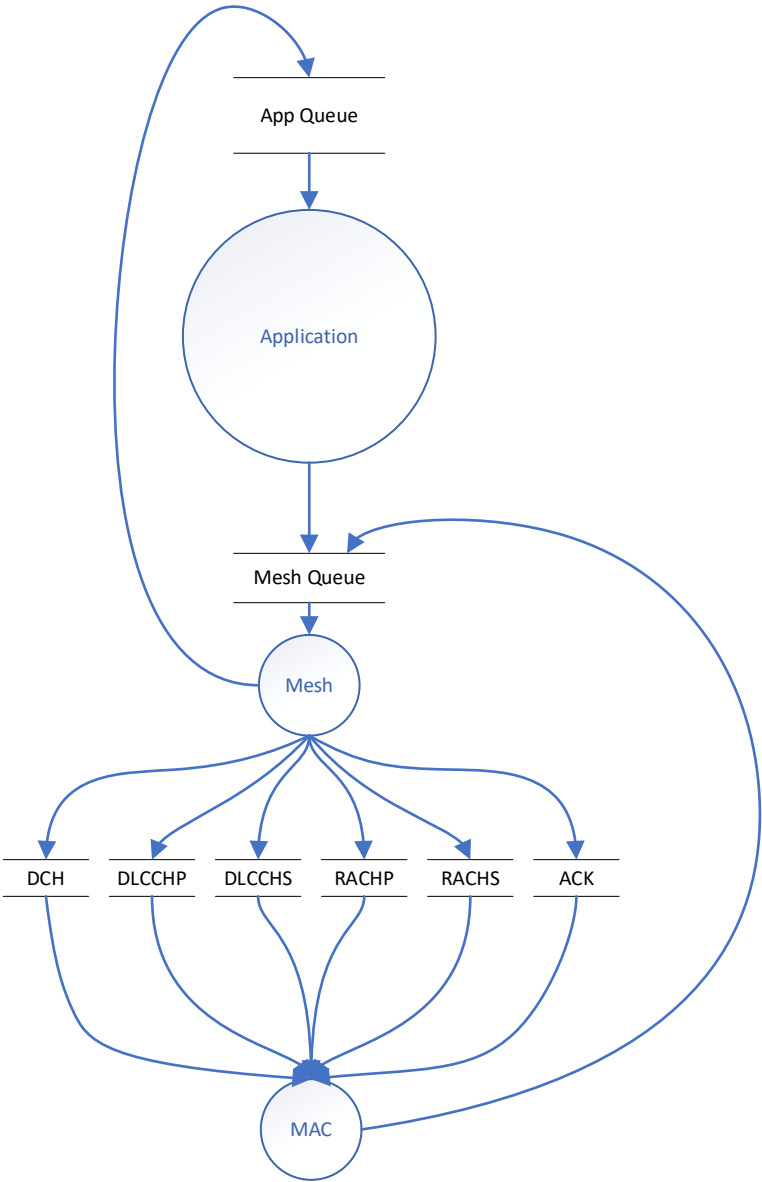 App Queue
Application
Mesh Queue
Mesh
DCH
DLCCHP
DLCCHS
RACHP
RACHS
ACK
MAC